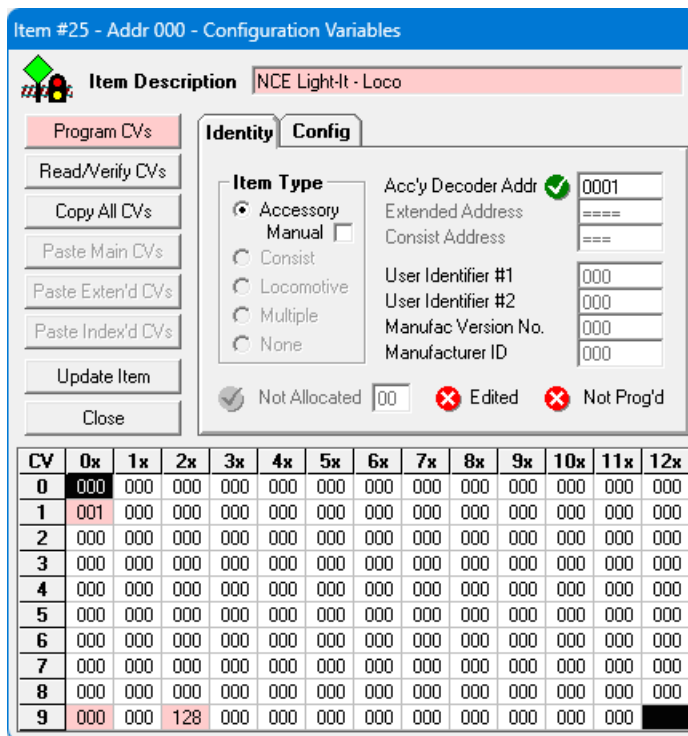 Item #25 - Addr 000 - Configuration Variables
Item Description NCE Light-It - Loco
Program CVs
Read/Verify CVs
Copy All CVs
Paste Main CVs
Paste Exten'd CVs
Paste Index'd CVs
Update Item
Close
Identity Config
Item Type
Accessory
Manual
Consist
Locomotive
Multiple
None
Acc'y Decoder Addr 0001
Extended Address ====
Consist Address ===
User Identifier #1 000
User Identifier #2 000
Manufac Version No. 000
Manufacturer ID 000
Not Allocated 00 Edited Not Prog'd
CV 0x 1x 2x 3x 4x 5x 6x 7x 8x 9x 10x 11x 12x
0 000 000 000 000 000 000 000 000 000 000 000 000 000
1 001 000 000 000 000 000 000 000 000 000 000 000 000
2 000 000 000 000 000 000 000 000 000 000 000 000 000
3 000 000 000 000 000 000 000 000 000 000 000 000 000
4 000 000 000 000 000 000 000 000 000 000 000 000 000
5 000 000 000 000 000 000 000 000 000 000 000 000 000
6 000 000 000 000 000 000 000 000 000 000 000 000 000
7 000 000 000 000 000 000 000 000 000 000 000 000 000
8 000 000 000 000 000 000 000 000 000 000 000 000 000
9 000 000 128 000 000 000 000 000 000 000 000 000